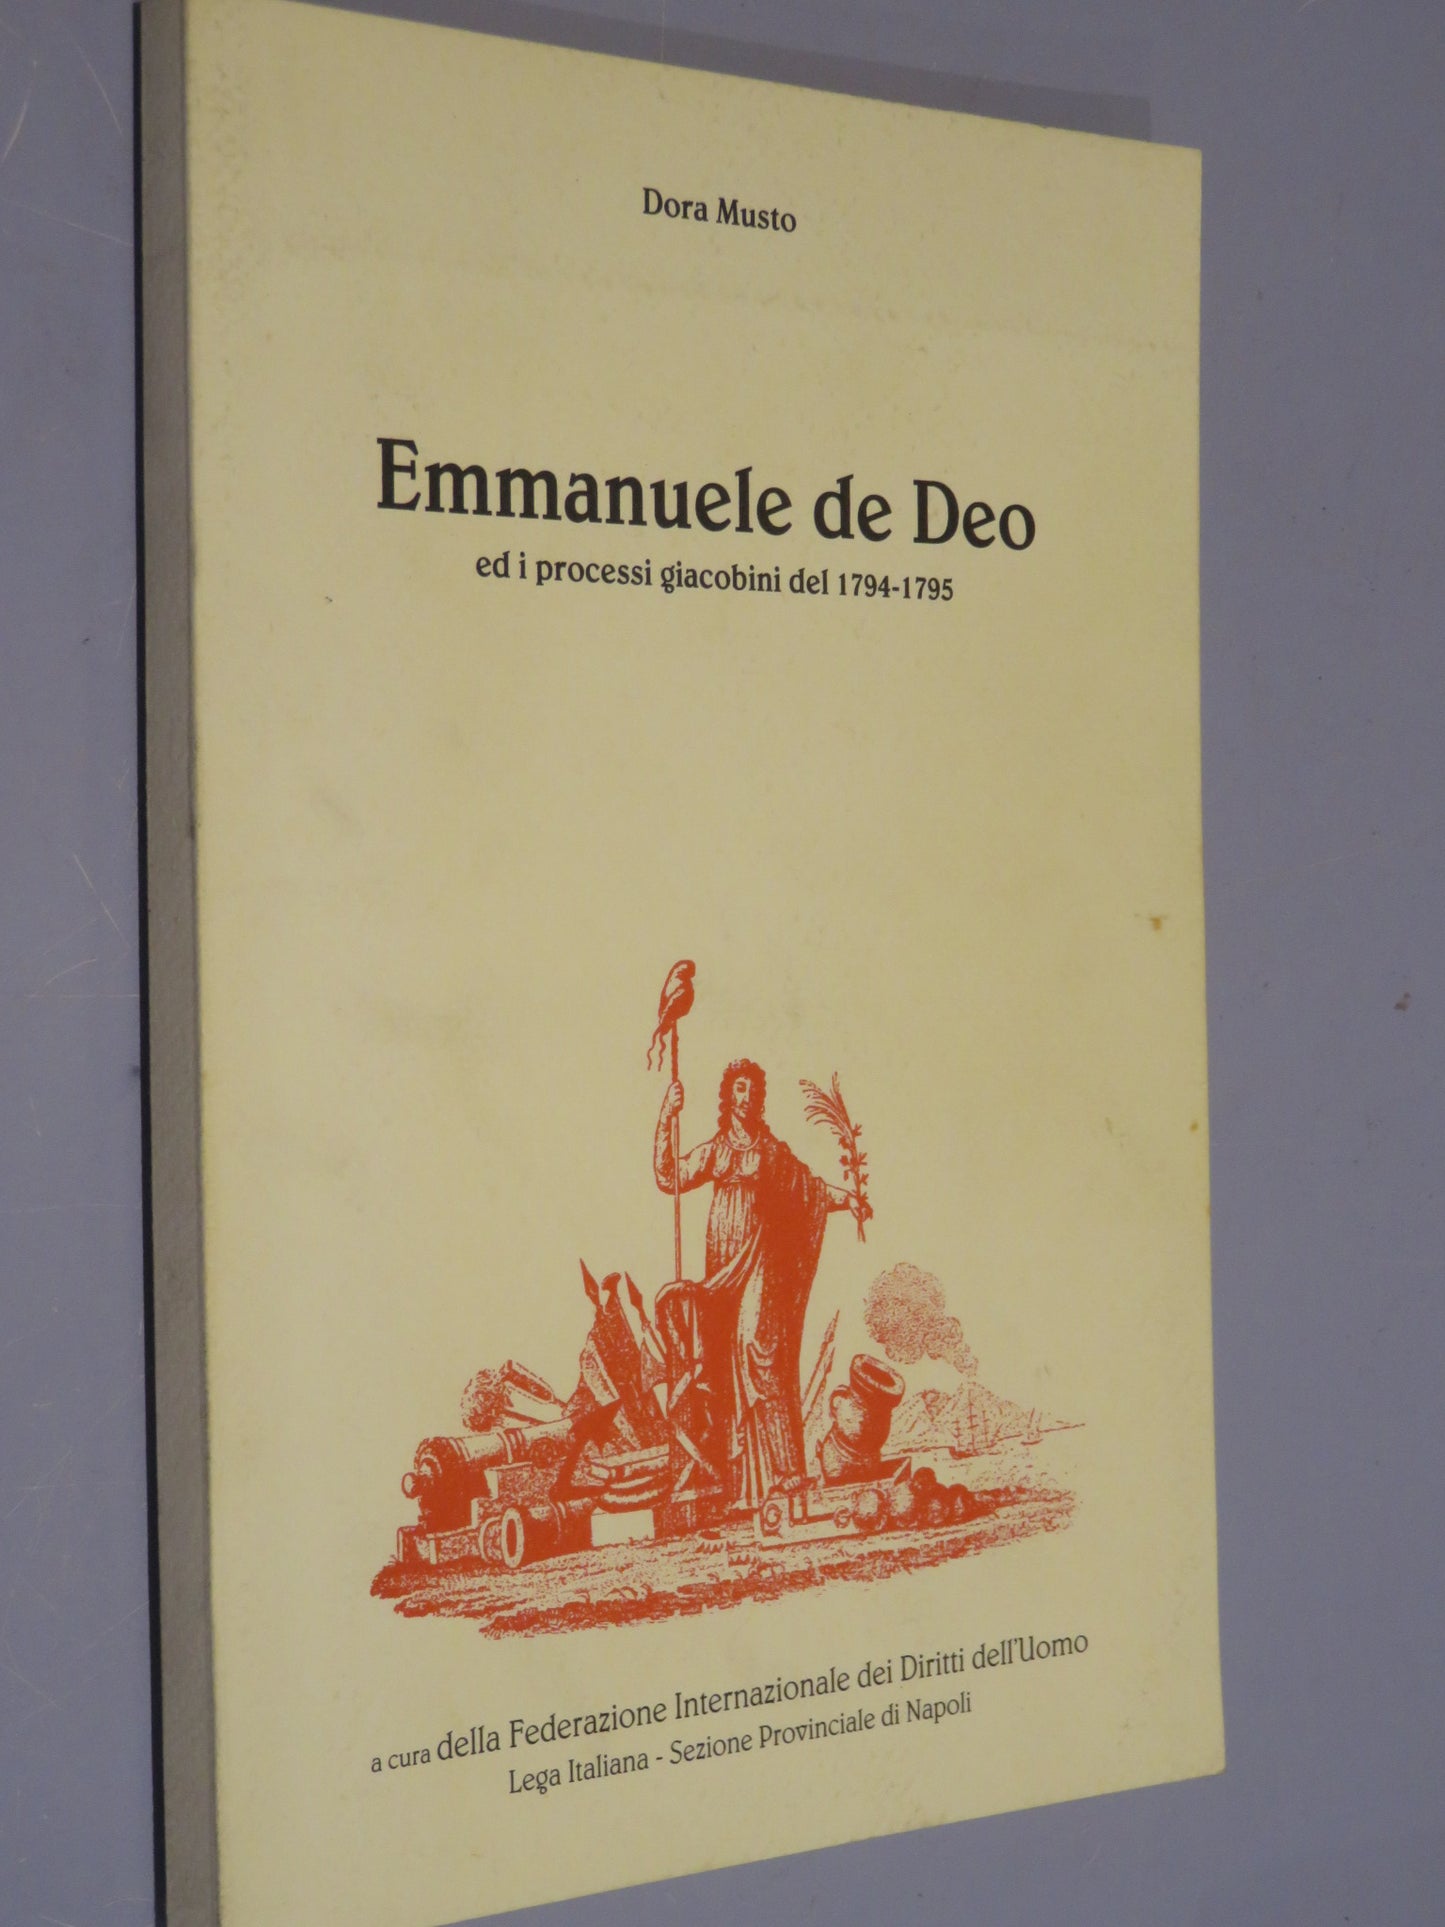 Dora Musto
Emmanuele de Deo
ed i processi giacobini del 1794-1795
a cura della Federazione Internazionale dei Diritti dell'Uomo
Lega Italiana - Sezione Provinciale di Napoli